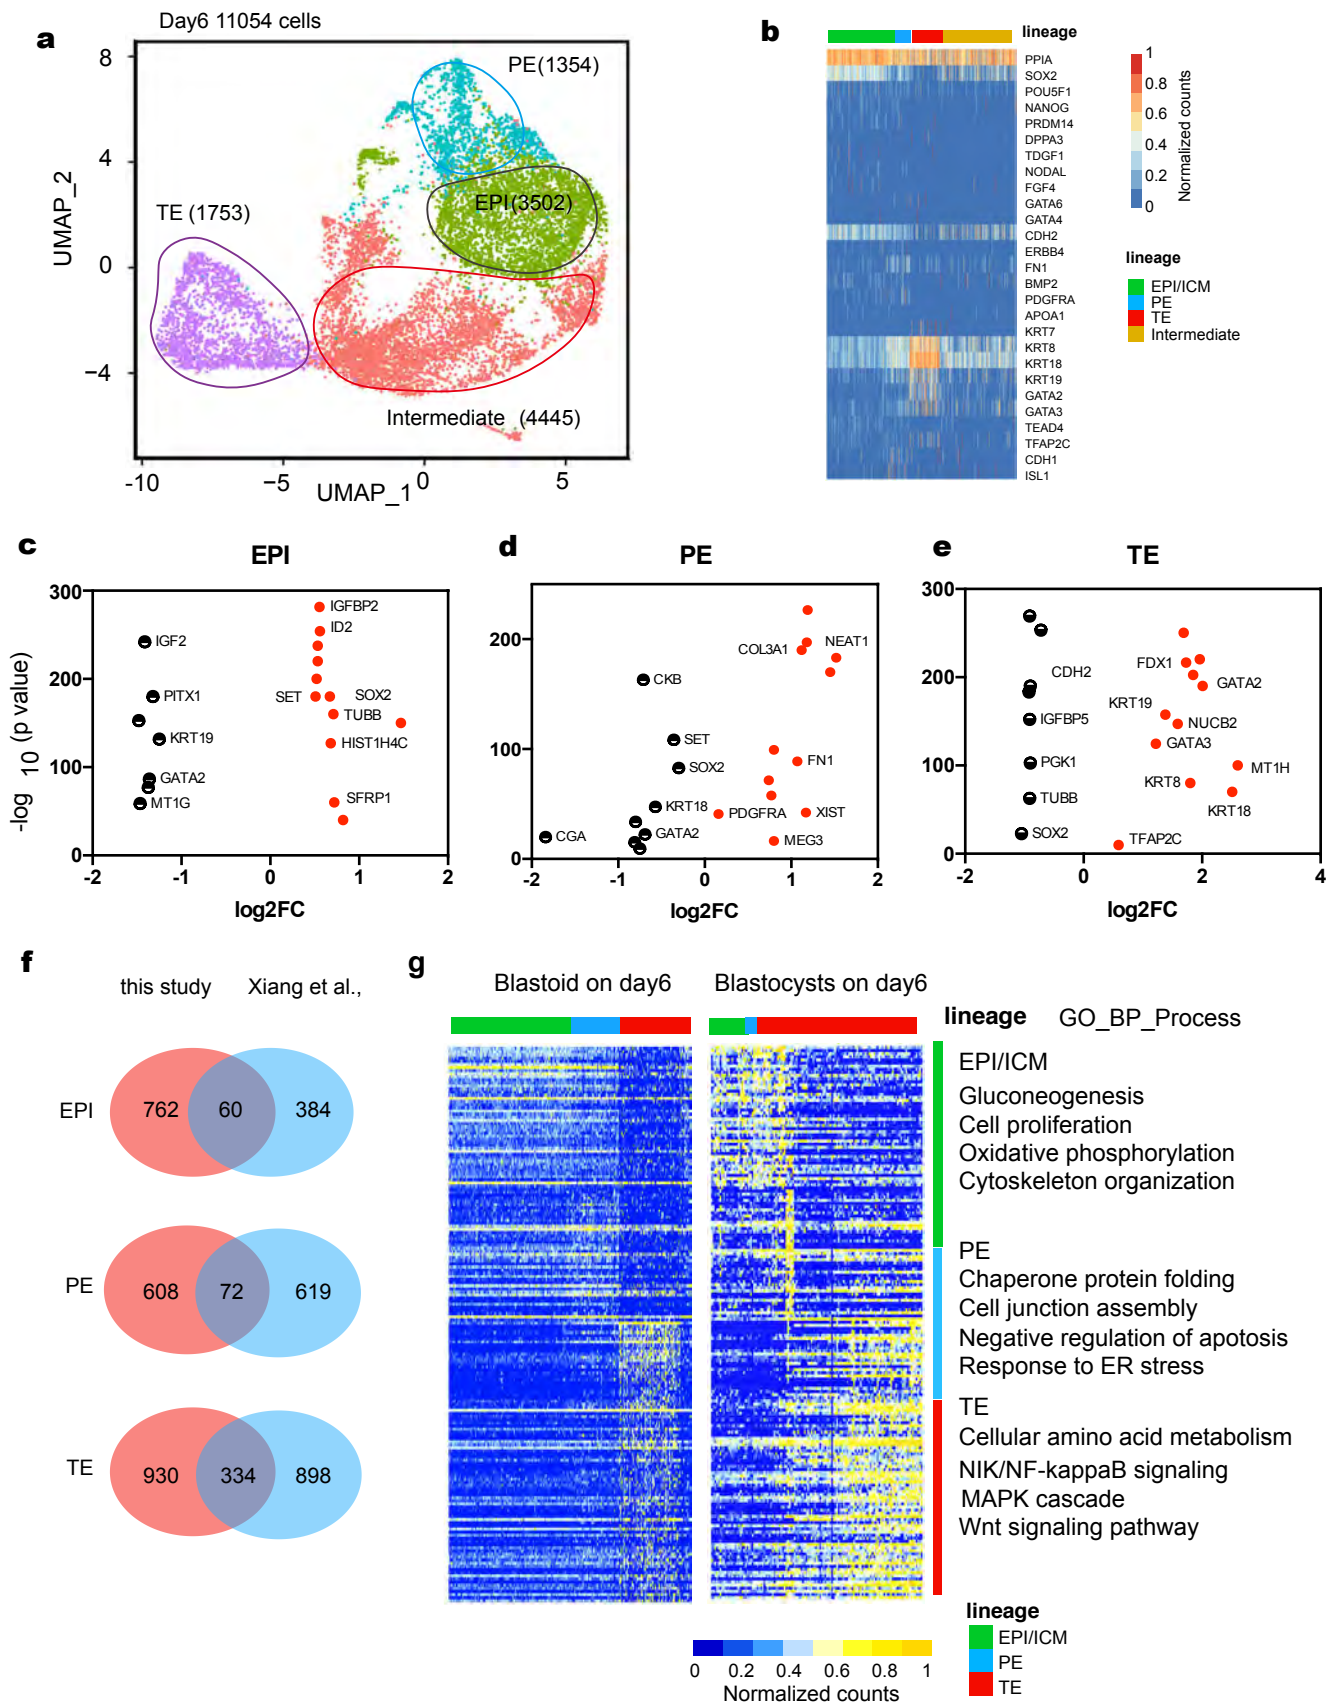 a
Day6 11054 cells
8
4
0
−4
UMAP_2
PE(1354)
EPI(3502)
TE (1753)
Intermediate (4445)
-10
−5
0
5
UMAP_1
b
lineage
PPIA
SOX2
POU5F1
NANOG
PRDM14
DPPA3
TDGF1
NODAL
FGF4
GATA6
GATA4
CDH2
ERBB4
FN1
BMP2
PDGFRA
APOA1
KRT7
KRT8
KRT18
KRT19
GATA2
GATA3
TEAD4
TFAP2C
CDH1
ISL1
1
0.8
0.6
0.4
0.2
0
Normalized counts
lineage
EPI/ICM
PE
TE
Intermediate
c
EPI
300
200
100
0
-log 10 (p value)
IGF2
PITX1
KRT19
GATA2
MT1G
IGFBP2
ID2
SET
SOX2
TUBB
HIST1H4C
SFRP1
-2
-1
0
1
2
log2FC
d
PE
200
100
0
CKB
SET
SOX2
KRT18
GATA2
CGA
COL3A1
NEAT1
FN1
PDGFRA
XIST
MEG3
-2
-1
0
1
2
log2FC
e
TE
300
200
100
0
CDH2
IGFBP5
PGK1
TUBB
SOX2
FDX1
GATA2
KRT19
NUCB2
GATA3
KRT8
MT1H
KRT18
TFAP2C
-2
0
2
4
log2FC
f
this study
Xiang et al.,
EPI
762
60
384
PE
608
72
619
TE
930
334
898
g
Blastoid on day6
Blastocysts on day6
lineage
GO_BP_Process
EPI/ICM
Gluconeogenesis
Cell proliferation
Oxidative phosphorylation
Cytoskeleton organization
PE
Chaperone protein folding
Cell junction assembly
Negative regulation of apotosis
Response to ER stress
TE
Cellular amino acid metabolism
NIK/NF-kappaB signaling
MAPK cascade
Wnt signaling pathway
0
0.2
0.4
0.6
0.8
1
Normalized counts
lineage
EPI/ICM
PE
TE